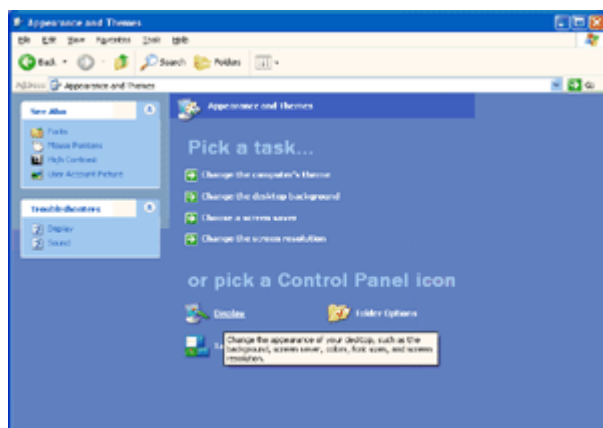 Appearance and Themes
File Edit View Favorites Tools Help
Back Search Folders
Address Appearance and Themes Go
See Also
Fonts
Mouse Pointers
High Contrast
User Account Picture
Troubleshooters
Display
Sound
Appearance and Themes
Pick a task...
Change the computer's theme
Change the desktop background
Choose a screen saver
Change the screen resolution
or pick a Control Panel icon
Display Folder Options
Change the appearance of your desktop, such as the
background, screen saver, colors, font sizes, and screen
resolution.